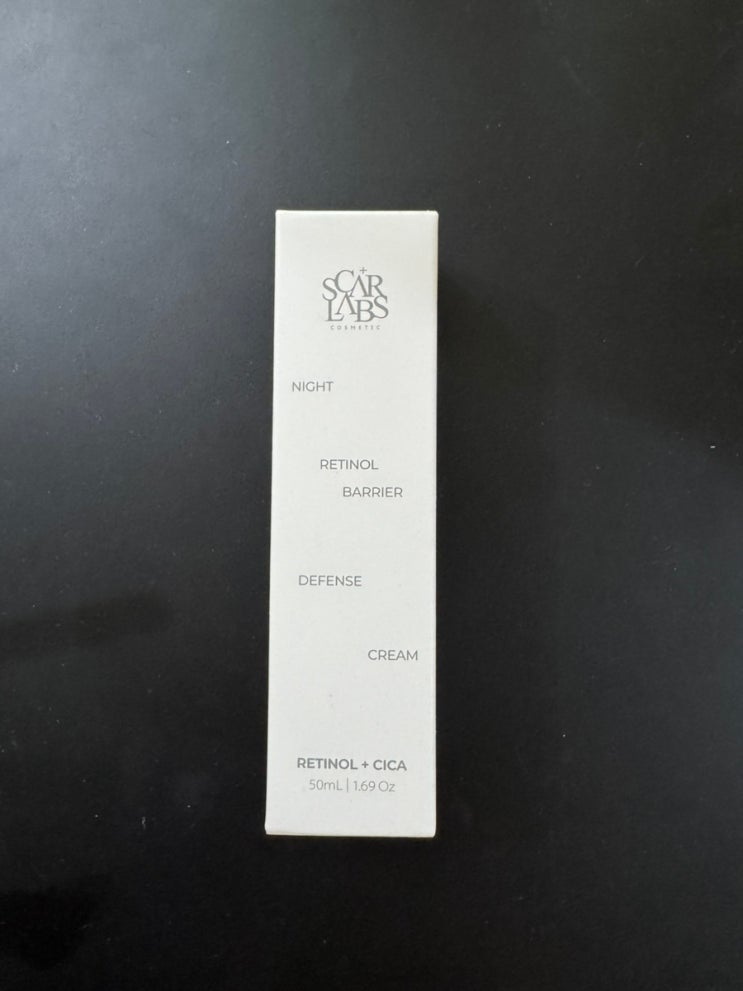 SCAR
LABS
COSMETIC
NIGHT
RETINOL
BARRIER
DEFENSE
CREAM
RETINOL + CICA
50mL | 1.69 Oz